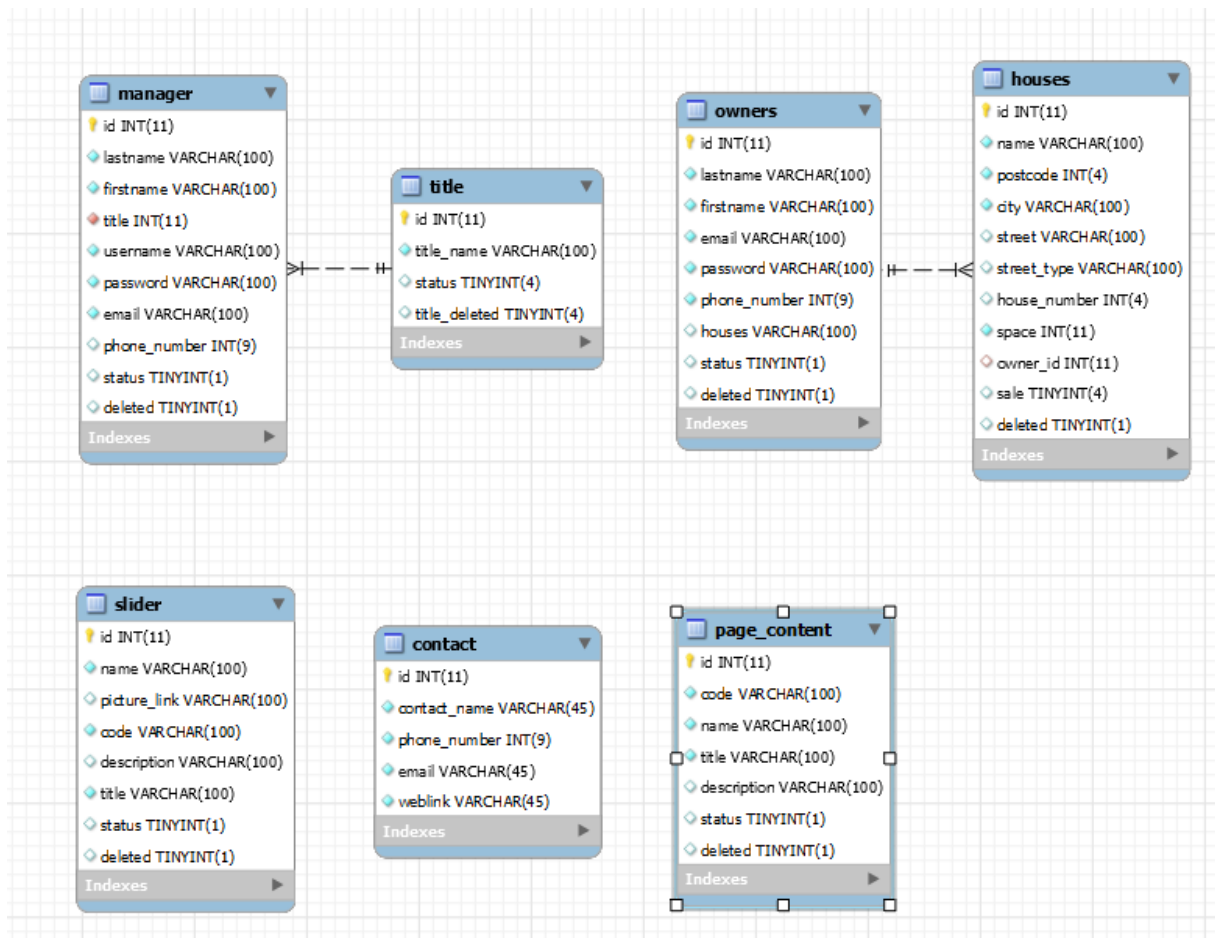 manager
id INT(11)
lastname VARCHAR(100)
firstname VARCHAR(100)
title INT(11)
username VARCHAR(100)
password VARCHAR(100)
email VARCHAR(100)
phone_number INT(9)
status TINYINT(1)
deleted TINYINT(1)
Indexes
title
id INT(11)
title_name VARCHAR(100)
status TINYINT(4)
title_deleted TINYINT(4)
Indexes
owners
id INT(11)
lastname VARCHAR(100)
firstname VARCHAR(100)
email VARCHAR(100)
password VARCHAR(100)
phone_number INT(9)
houses VARCHAR(100)
status TINYINT(1)
deleted TINYINT(1)
Indexes
houses
id INT(11)
name VARCHAR(100)
postcode INT(4)
city VARCHAR(100)
street VARCHAR(100)
street_type VARCHAR(100)
house_number INT(4)
space INT(11)
owner_id INT(11)
sale TINYINT(4)
deleted TINYINT(1)
Indexes
slider
id INT(11)
name VARCHAR(100)
picture_link VARCHAR(100)
code VARCHAR(100)
description VARCHAR(100)
title VARCHAR(100)
status TINYINT(1)
deleted TINYINT(1)
Indexes
contact
id INT(11)
contact_name VARCHAR(45)
phone_number INT(9)
email VARCHAR(45)
weblink VARCHAR(45)
Indexes
page_content
id INT(11)
code VARCHAR(100)
name VARCHAR(100)
title VARCHAR(100)
description VARCHAR(100)
status TINYINT(1)
deleted TINYINT(1)
Indexes